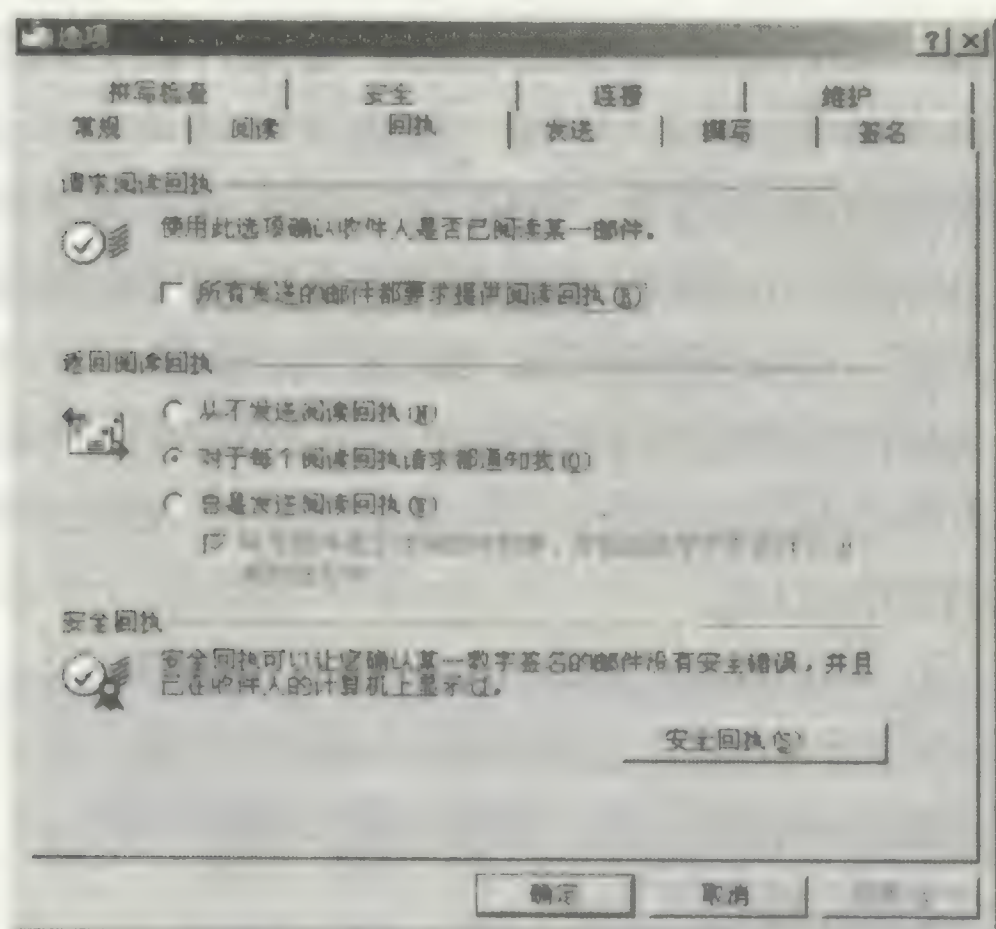 选项
拼写检查 安全 连接 维护
常规 阅读 回执 发送 撰写 签名
请求阅读回执
使用此选项确认收件人是否已阅读某一邮件。
所有发送的邮件都要求提供阅读回执(R)
返回阅读回执
从不发送阅读回执(N)
对于每个阅读回执请求都通知我(O)
总是发送阅读回执(W)
安全回执
安全回执可以让您确认某一数字签名的邮件没有安全错误，并且
已在收件人的计算机上显示过。
安全回执(S)
确定 取消